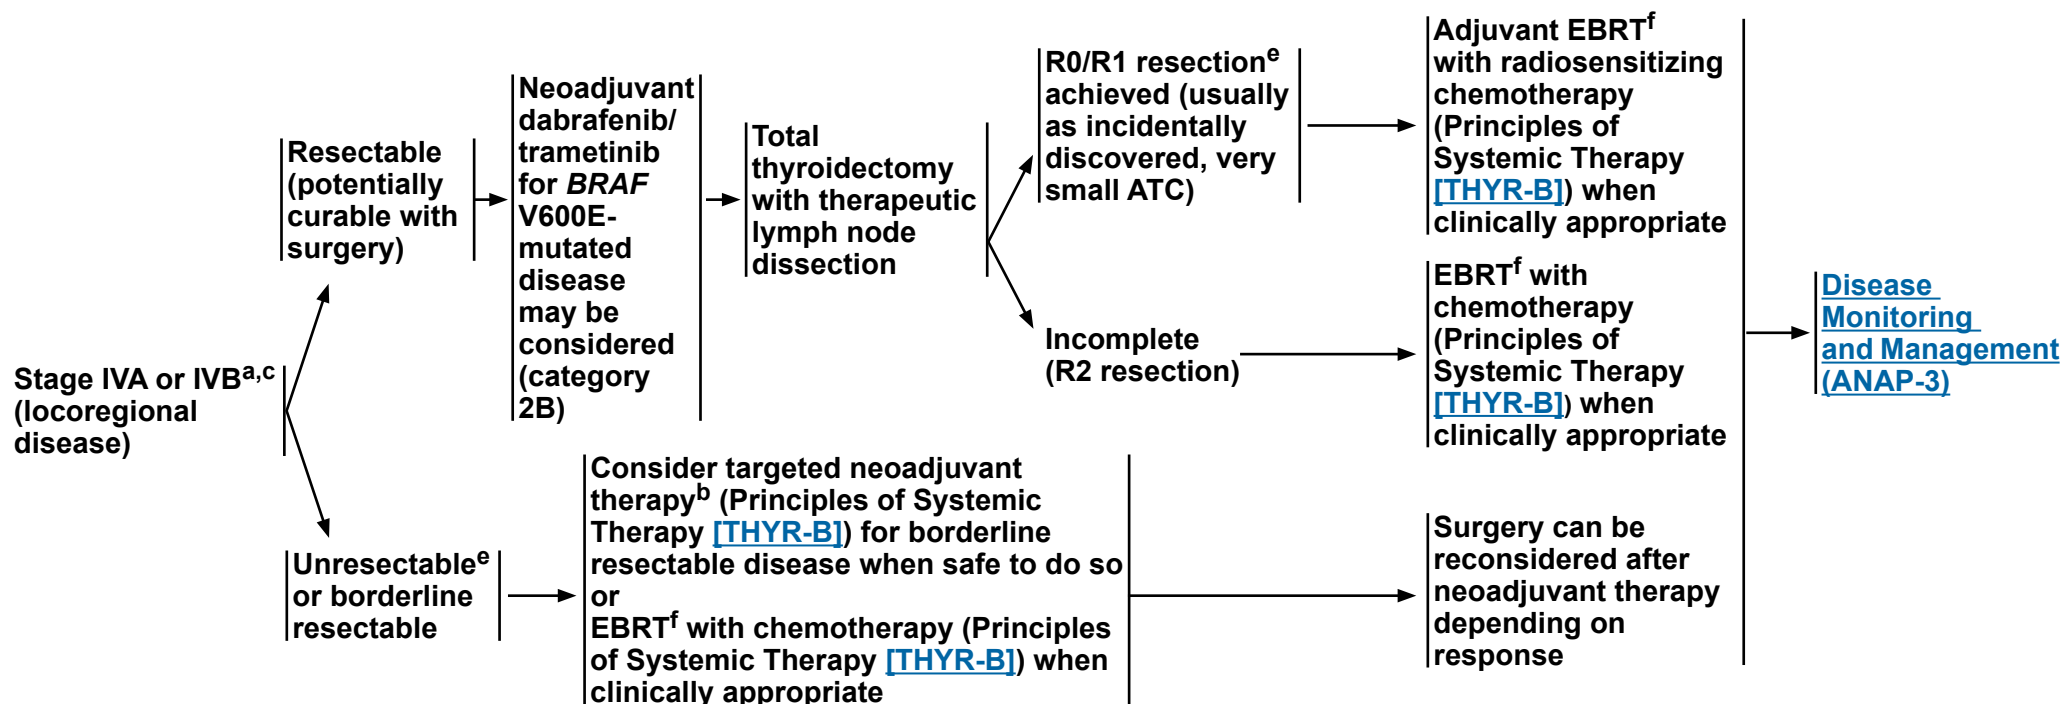 Stage IVA or IVBa,c
(locoregional
disease)
Resectable
(potentially
curable with
surgery)
Neoadjuvant
dabrafenib/
trametinib
for BRAF
V600E-
mutated
disease
may be
considered
(category
2B)
Total
thyroidectomy
with therapeutic
lymph node
dissection
R0/R1 resectione
achieved (usually
as incidentally
discovered, very
small ATC)
Adjuvant EBRTf
with radiosensitizing
chemotherapy
(Principles of
Systemic Therapy
[THYR-B]) when
clinically appropriate
Incomplete
(R2 resection)
EBRTf with
chemotherapy
(Principles of
Systemic Therapy
[THYR-B]) when
clinically appropriate
Unresectablee
or borderline
resectable
Consider targeted neoadjuvant
therapyb (Principles of Systemic
Therapy [THYR-B]) for borderline
resectable disease when safe to do so
or
EBRTf with chemotherapy (Principles
of Systemic Therapy [THYR-B]) when
clinically appropriate
Surgery can be
reconsidered after
neoadjuvant therapy
depending on
response
Disease
Monitoring
and Management
(ANAP-3)